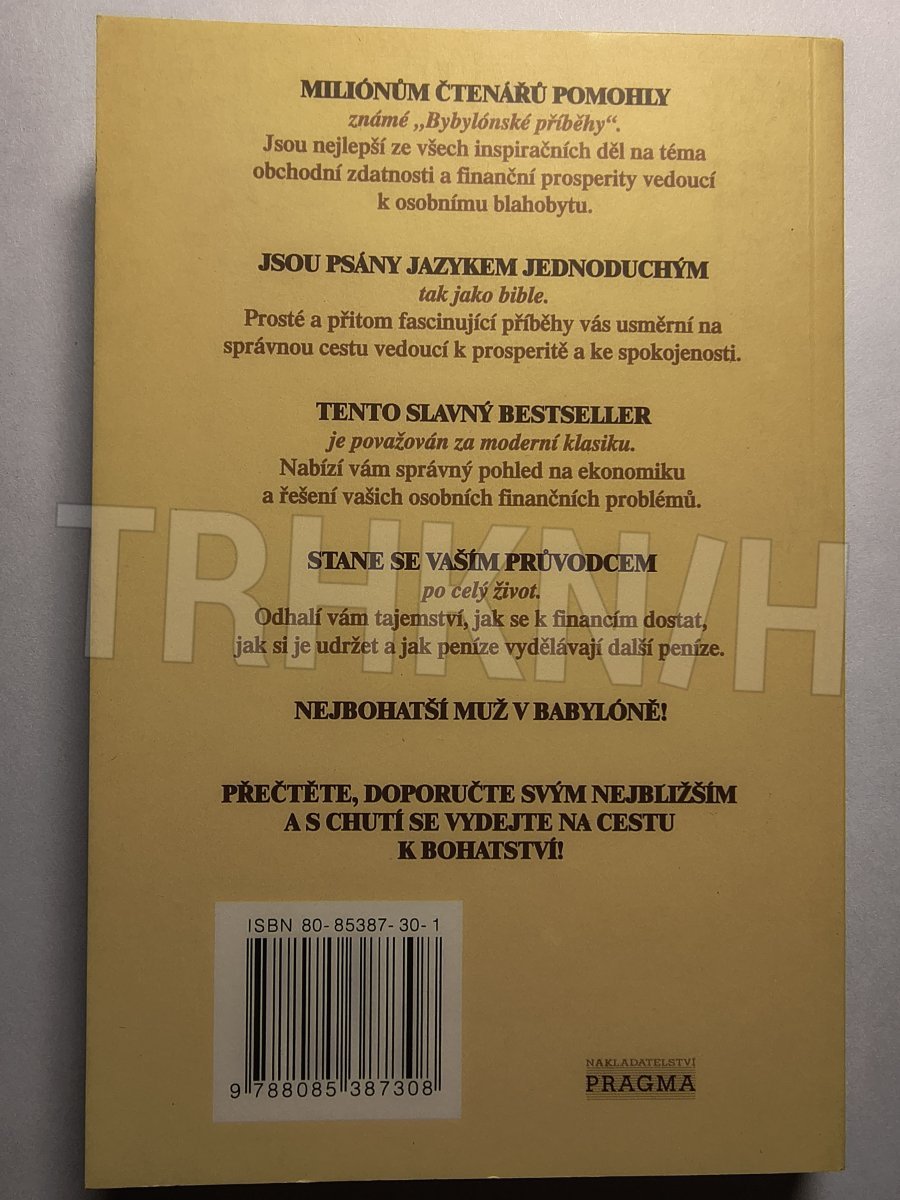 MILIÓNŮM ČTENÁŘŮ POMOHLY
známé „Bybylónské příběhy“.
Jsou nejlepší ze všech inspiračních děl na téma
obchodní zdatnosti a finanční prosperity vedoucí
k osobnímu blahobytu.
JSOU PSÁNY JAZYKEM JEDNODUCHÝM
tak jako bible.
Prosté a přitom fascinující příběhy vás usměrní na
správnou cestu vedoucí k prosperitě a ke spokojenosti.
TENTO SLAVNÝ BESTSELLER
je považován za moderní klasiku.
Nabízí vám správný pohled na ekonomiku
a řešení vašich osobních finančních problémů.
TRHKNIH
STANE SE VAŠÍM PRŮVODCEM
po celý život.
Odhalí vám tajemství, jak se k financím dostat,
jak si je udržet a jak peníze vydělávají další peníze.
NEJBOHATŠÍ MUŽ V BABYLÓNĚ!
PŘEČTĚTE, DOPORUČTE SVÝM NEJBLIŽŠÍM
A S CHUTÍ SE VYDEJTE NA CESTU
K BOHATSTVÍ!
ISBN 80-85387-30-1
9 788085 387308
NAKLADATELSTVÍ
PRAGMA